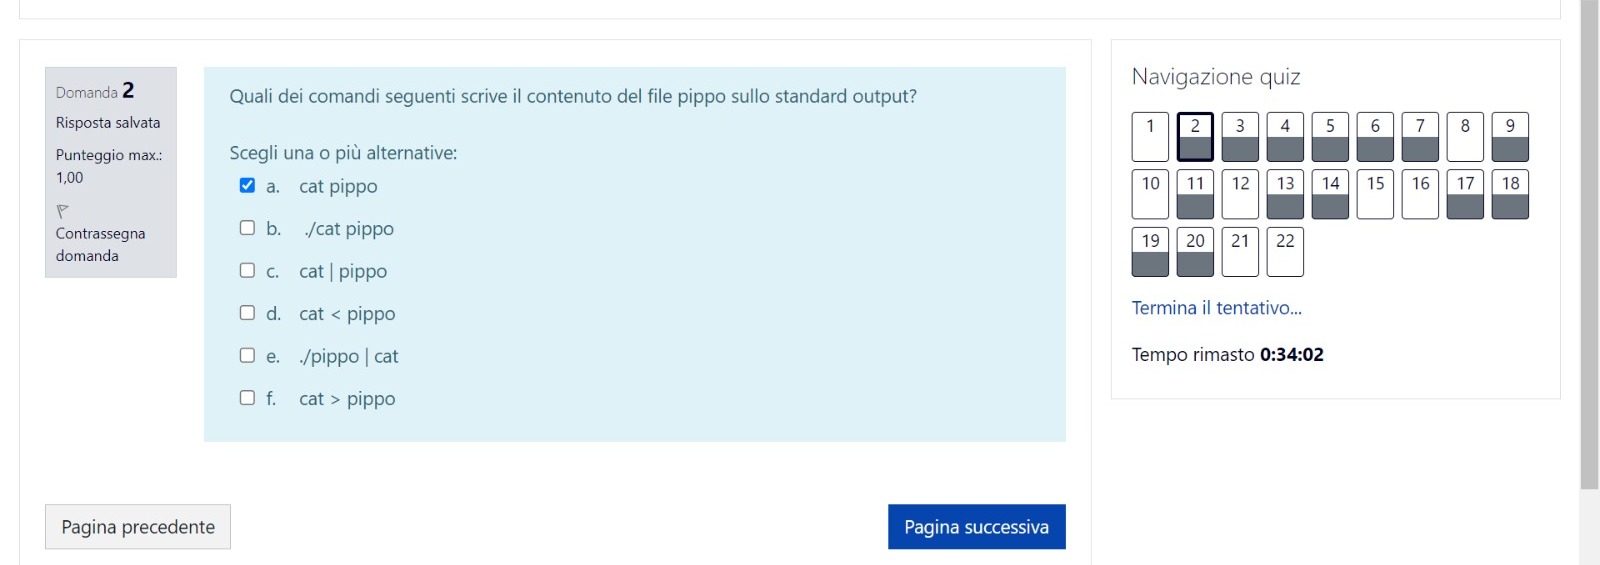 Domanda 2
Risposta salvata
Punteggio max.:
1,00
Contrassegna
domanda
Quali dei comandi seguenti scrive il contenuto del file pippo sullo standard output?
Scegli una o più alternative:
a. cat pippo
b. ./cat pippo
c. cat | pippo
d. cat < pippo
e. ./pippo | cat
f. cat > pippo
Pagina precedente
Pagina successiva
Navigazione quiz
1 2 3 4 5 6 7 8 9
10 11 12 13 14 15 16 17 18
19 20 21 22
Termina il tentativo...
Tempo rimasto 0:34:02